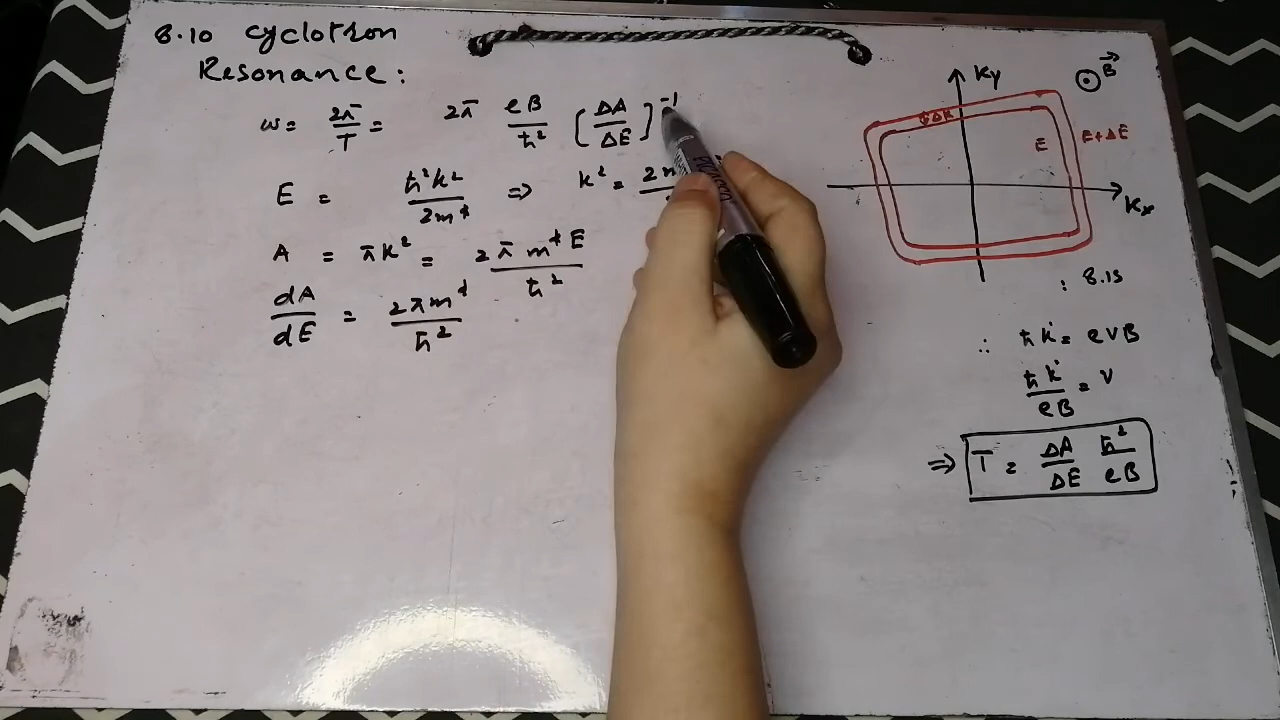 8.10 Cyclotron
Resonance:
ω = 2π/T = 2π eB/ħ² [ΔA/ΔE]⁻¹
E = ħ²k²/2m* ⇒ k² = 2m
A = πk² = 2πm*E/ħ²
dA/dE = 2πm*/ħ²
ky
B⃗
Δk
E
E+ΔE
kx
: 8.15
∴ ħk̇ = eVB
ħk̇/eB = V
⇒ T = ΔA/ΔE ħ²/eB